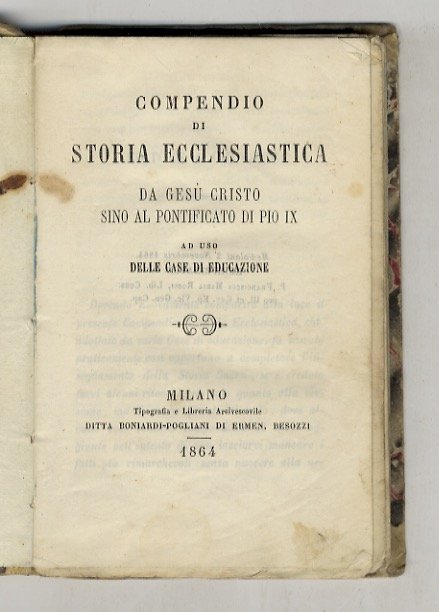 COMPENDIO
DI
STORIA ECCLESIASTICA
DA GESÙ CRISTO
SINO AL PONTIFICATO DI PIO IX
AD USO
DELLE CASE DI EDUCAZIONE
MILANO
Tipografia e Libreria Arcivescovile
DITTA BONIARDI-POGLIANI DI ERMEN. BESOZZI
1864